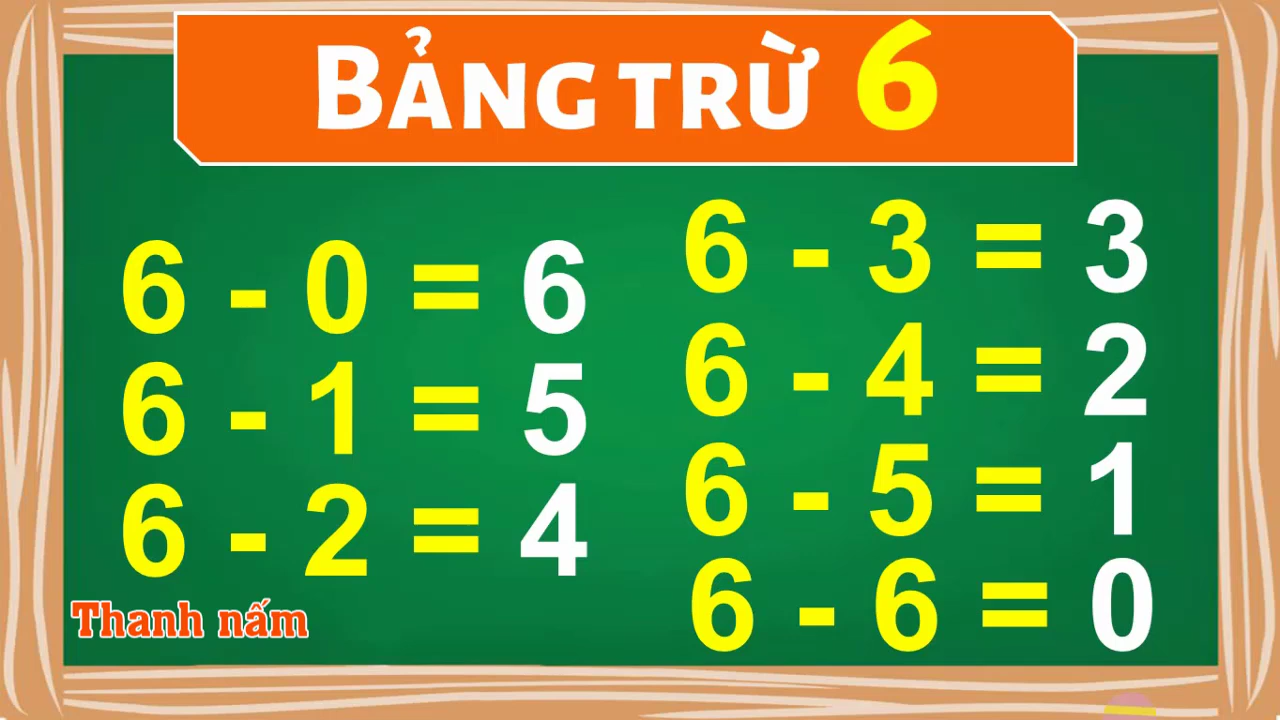 BẢNG TRỪ 6
6 - 0 = 6
6 - 1 = 5
6 - 2 = 4
6 - 3 = 3
6 - 4 = 2
6 - 5 = 1
6 - 6 = 0
Thanh nấm